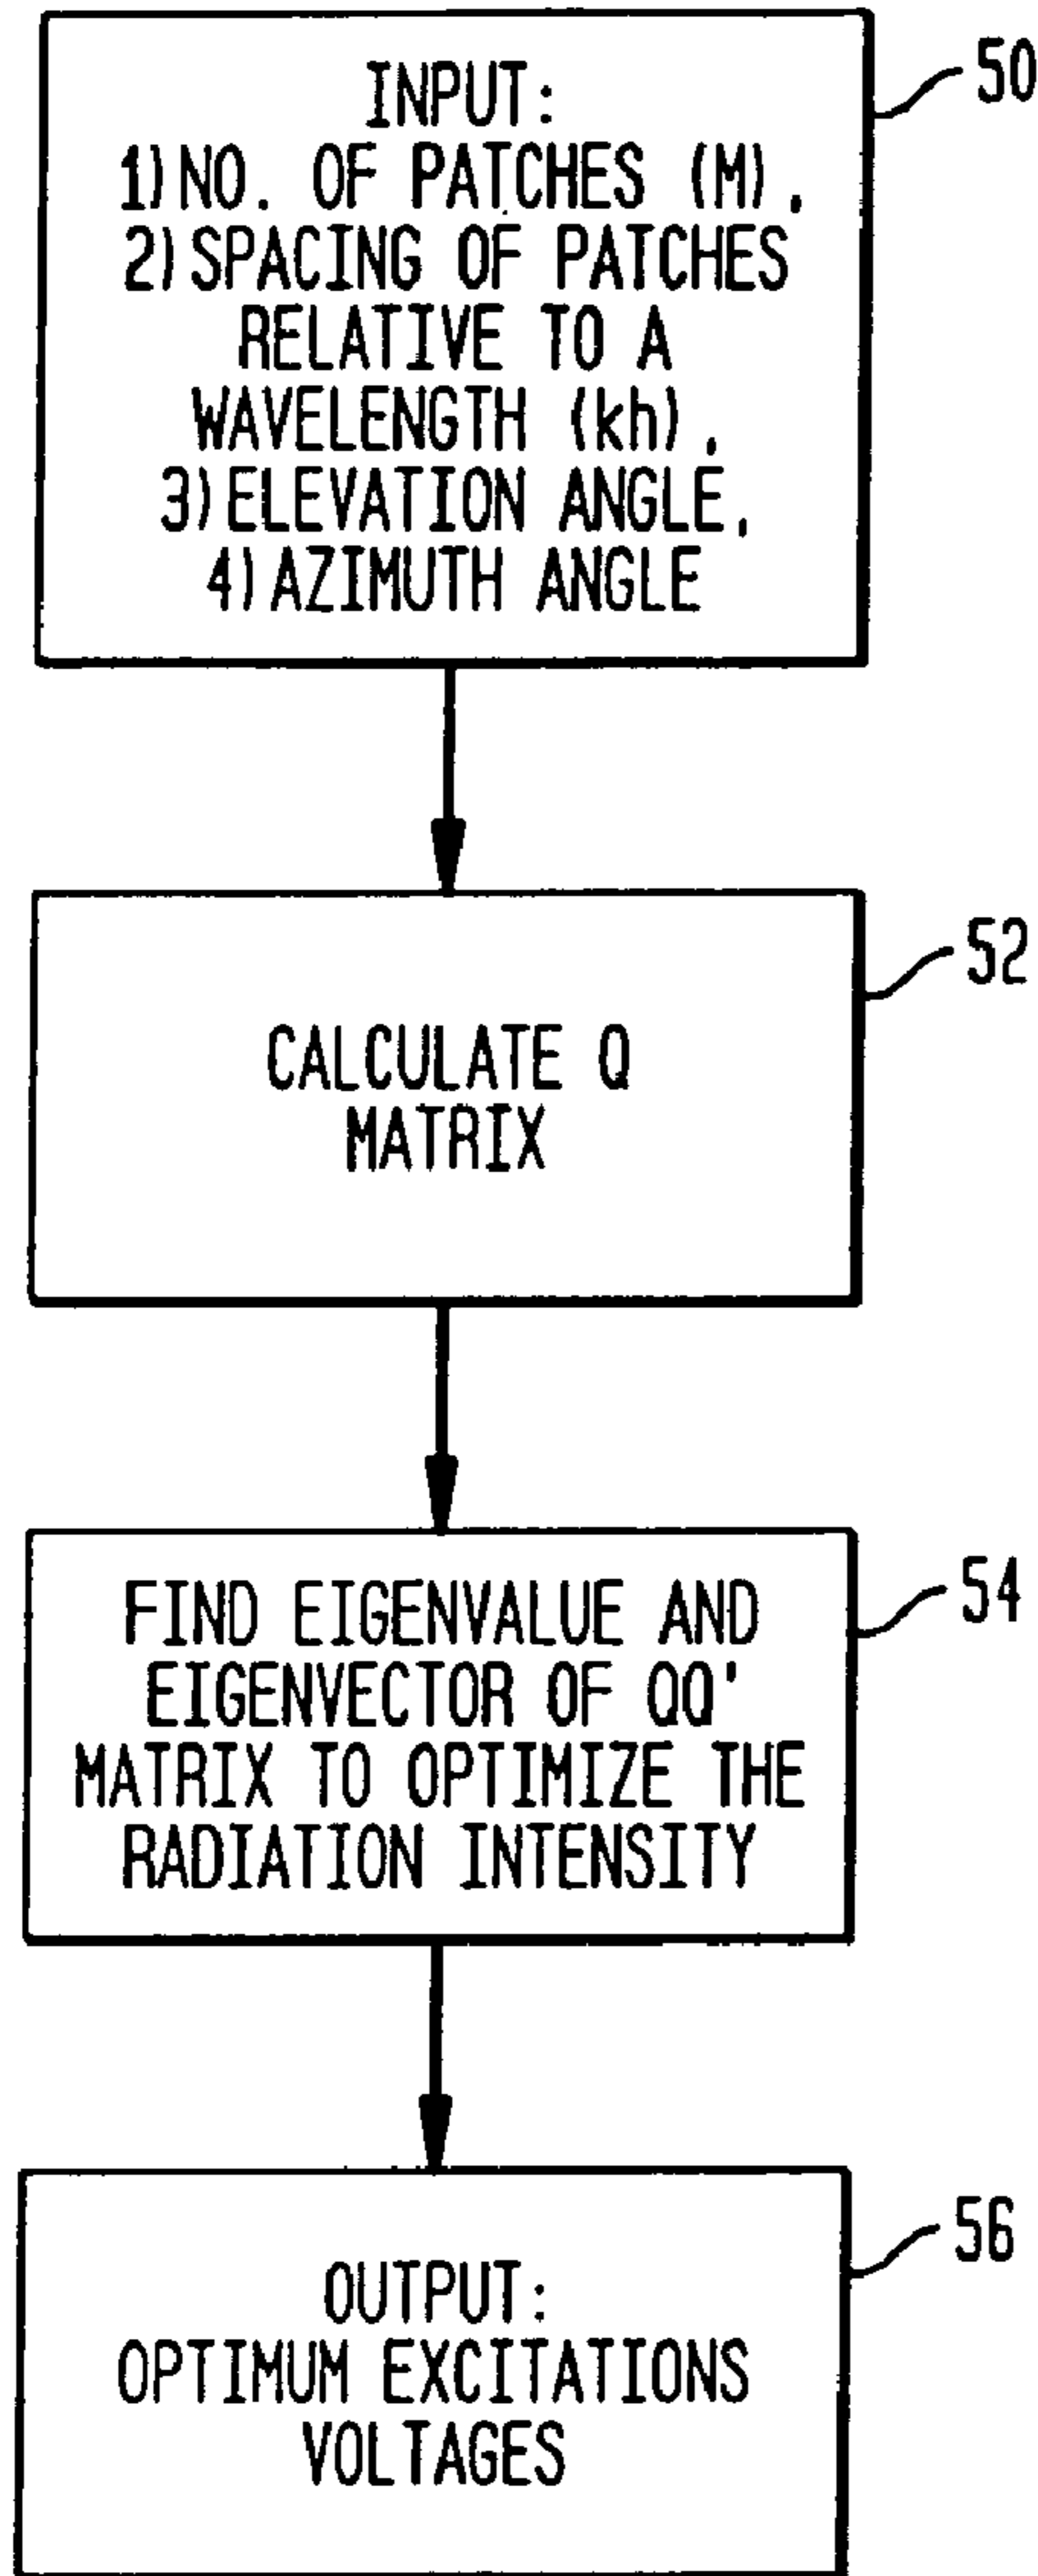 INPUT:
1) NO. OF PATCHES (M),
2) SPACING OF PATCHES
RELATIVE TO A
WAVELENGTH (kh),
3) ELEVATION ANGLE,
4) AZIMUTH ANGLE
50
CALCULATE Q
MATRIX
52
FIND EIGENVALUE AND
EIGENVECTOR OF QQ'
MATRIX TO OPTIMIZE THE
RADIATION INTENSITY
54
OUTPUT:
OPTIMUM EXCITATIONS
VOLTAGES
56